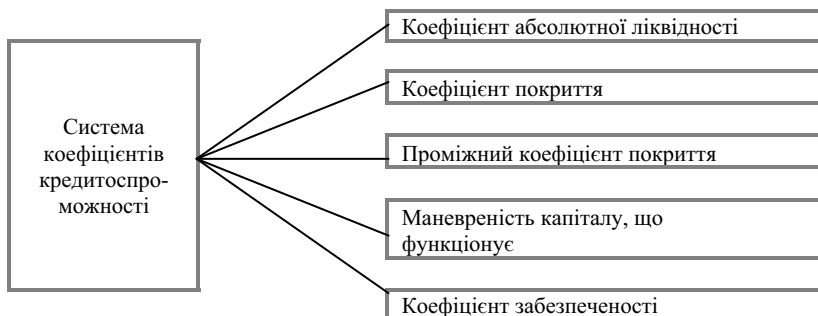 Система
коефіцієнтів
кредитоспро-
можності
Коефіцієнт абсолютної ліквідності
Коефіцієнт покриття
Проміжний коефіцієнт покриття
Маневреність капіталу, що
функціонує
Коефіцієнт забезпеченості